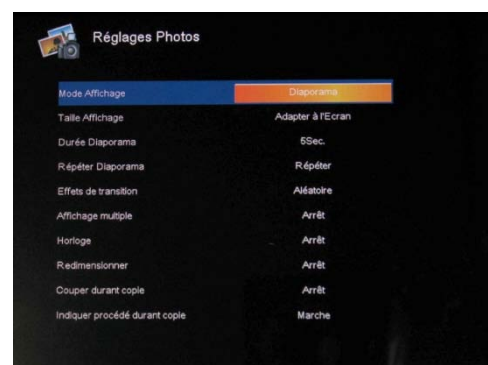 Réglages Photos
Mode Affichage Diaporama
Taille Affichage Adapter à l'Ecran
Durée Diaporama 5Sec.
Répéter Diaporama Répéter
Effets de transition Aléatoire
Affichage multiple Arrêt
Horloge Arrêt
Redimensionner Arrêt
Couper durant copie Arrêt
Indiquer procédé durant copie Marche